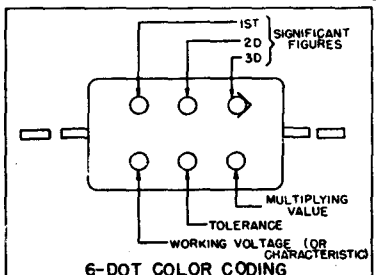 1ST
2D
3D
SIGNIFICANT
FIGURES
MULTIPLYING
VALUE
TOLERANCE
WORKING VOLTAGE (OR
CHARACTERISTIC)
6-DOT COLOR CODING